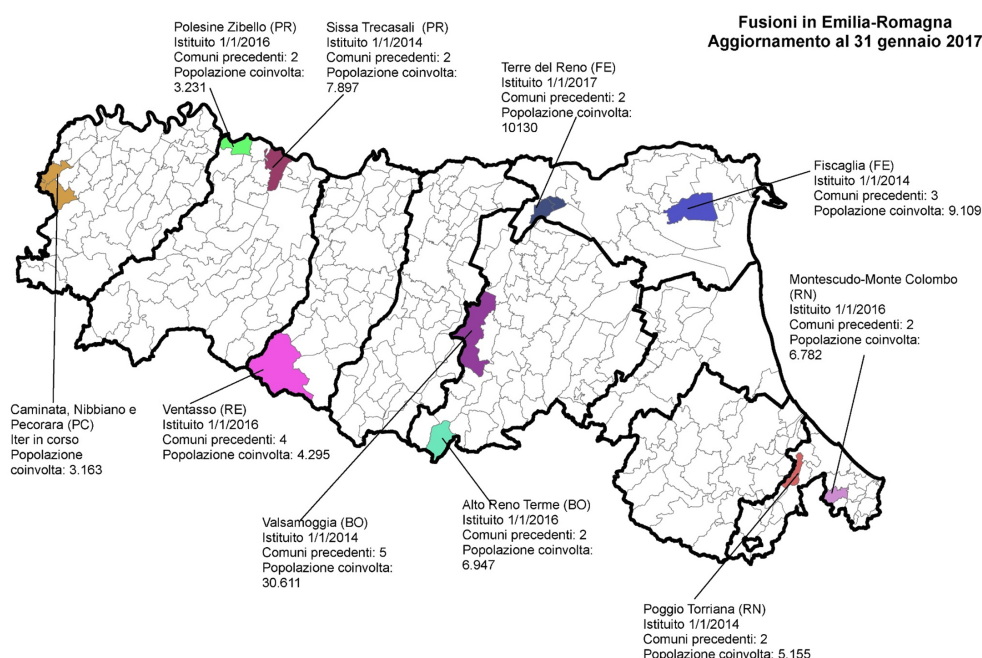 Fusioni in Emilia-Romagna
Aggiornamento al 31 gennaio 2017
Polesine Zibello (PR)
Istituito 1/1/2016
Comuni precedenti: 2
Popolazione coinvolta:
3.231
Sissa Trecasali (PR)
Istituito 1/1/2014
Comuni precedenti: 2
Popolazione coinvolta:
7.897
Terre del Reno (FE)
Istituito 1/1/2017
Comuni precedenti: 2
Popolazione coinvolta:
10130
Fiscaglia (FE)
Istituito 1/1/2014
Comuni precedenti: 3
Popolazione coinvolta: 9.109
Montescudo-Monte Colombo
(RN)
Istituito 1/1/2016
Comuni precedenti: 2
Popolazione coinvolta:
6.782
Caminata, Nibbiano e
Pecorara (PC)
Iter in corso
Popolazione
coinvolta: 3.163
Ventasso (RE)
Istituito 1/1/2016
Comuni precedenti: 4
Popolazione coinvolta: 4.295
Valsamoggia (BO)
Istituito 1/1/2014
Comuni precedenti: 5
Popolazione coinvolta:
30.611
Alto Reno Terme (BO)
Istituito 1/1/2016
Comuni precedenti: 2
Popolazione coinvolta:
6.947
Poggio Torriana (RN)
Istituito 1/1/2014
Comuni precedenti: 2
Popolazione coinvolta: 5.155